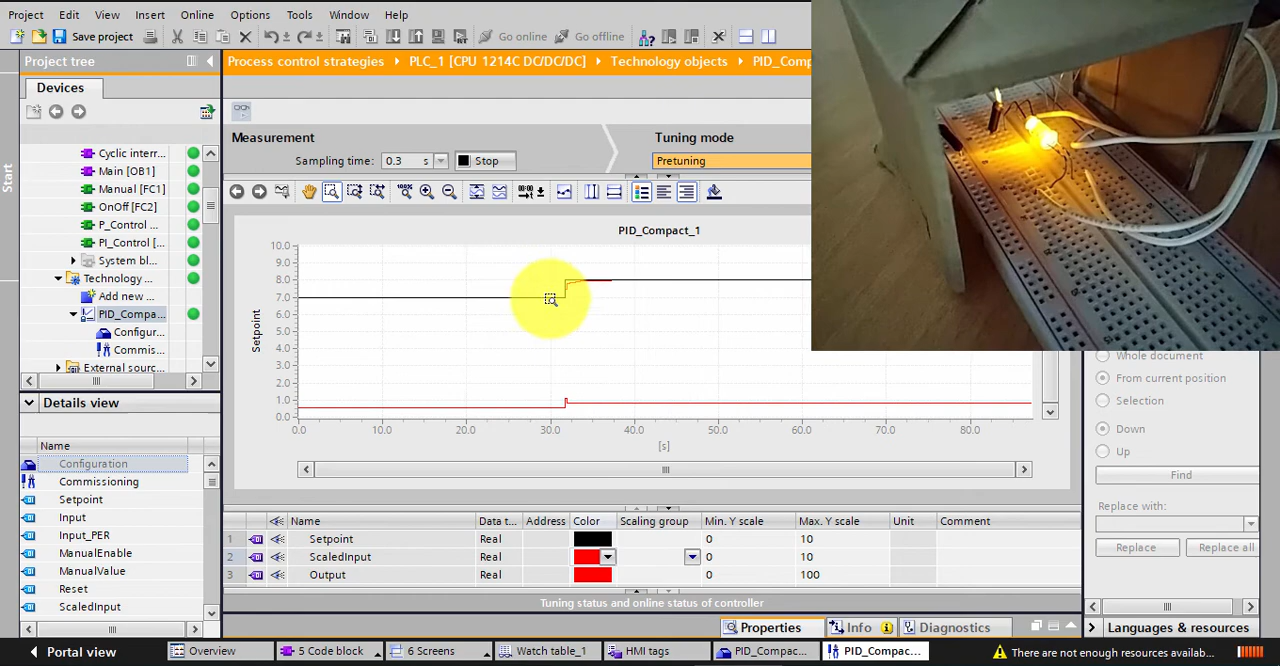 Project Edit View Insert Online Options Tools Window Help
Save project Go online Go offline
Project tree
Process control strategies PLC_1 [CPU 1214C DC/DC/DC] Technology objects PID_Comp
Devices
Start
Measurement Tuning mode
Sampling time: 0.3 s Stop Pretuning
Cyclic interr...
Main [OB1]
Manual [FC1]
OnOff [FC2]
P_Control ...
PI_Control [...
System bl...
Technology ...
Add new ...
PID_Compa...
Configur...
Commis...
External sourc...
100%
00:00
PID_Compact_1
Setpoint
10.0
9.0
8.0
7.0
6.0
5.0
4.0
3.0
2.0
1.0
0.0
0.0 10.0 20.0 30.0 40.0 50.0 60.0 70.0 80.0
[s]
Details view
Name
Configuration
Commissioning
Setpoint
Input
Input_PER
ManualEnable
ManualValue
Reset
ScaledInput
Name Data t... Address Color Scaling group Min. Y scale Max. Y scale Unit Comment
1 Setpoint Real 0 10
2 ScaledInput Real 0 10
3 Output Real 0 100
Tuning status and online status of controller
Properties Info Diagnostics
Whole document
From current position
Selection
Down
Up
Find
Replace with:
Replace Replace all
Languages & resources
Portal view Overview 5 Code block 6 Screens Watch table_1 HMI tags PID_Compac... PID_Compac... There are not enough resources availab...